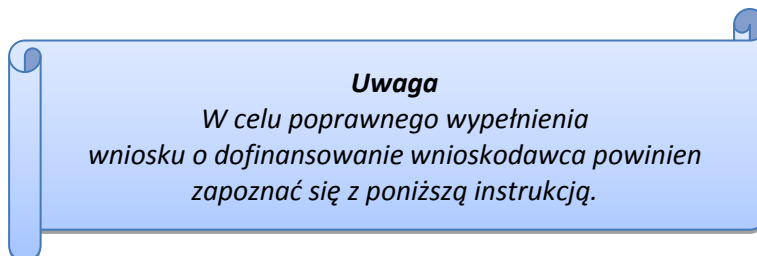 Uwaga
W celu poprawnego wypełnienia
wniosku o dofinansowanie wnioskodawca powinien
zapoznać się z poniższą instrukcją.